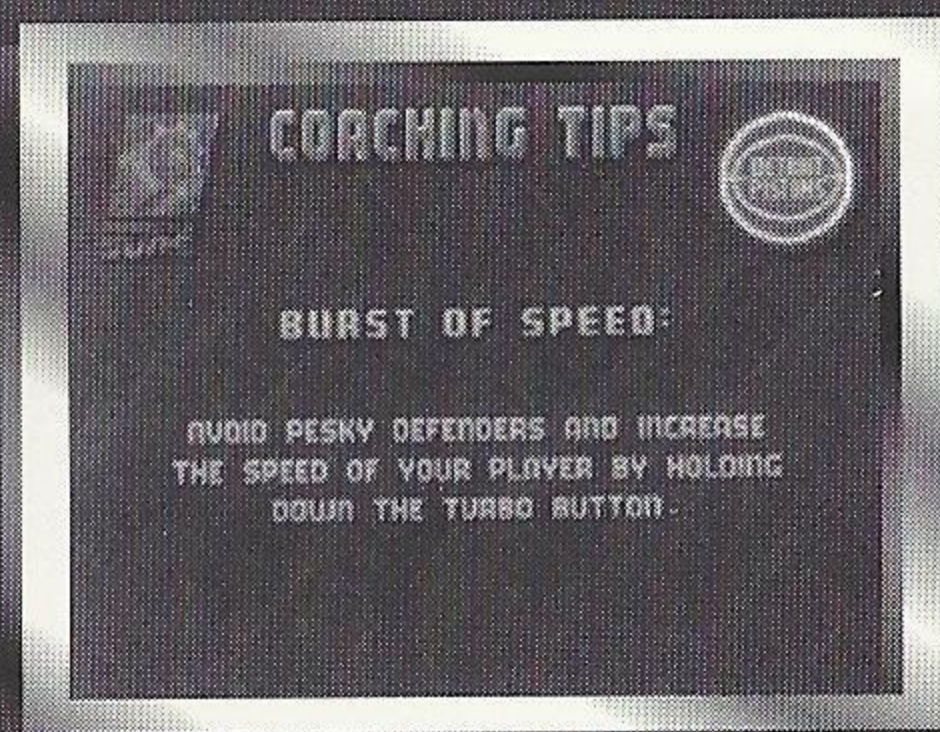 COACHING TIPS
BURST OF SPEED:
AVOID PESKY DEFENDERS AND INCREASE
THE SPEED OF YOUR PLAYER BY HOLDING
DOWN THE TURBO BUTTON.